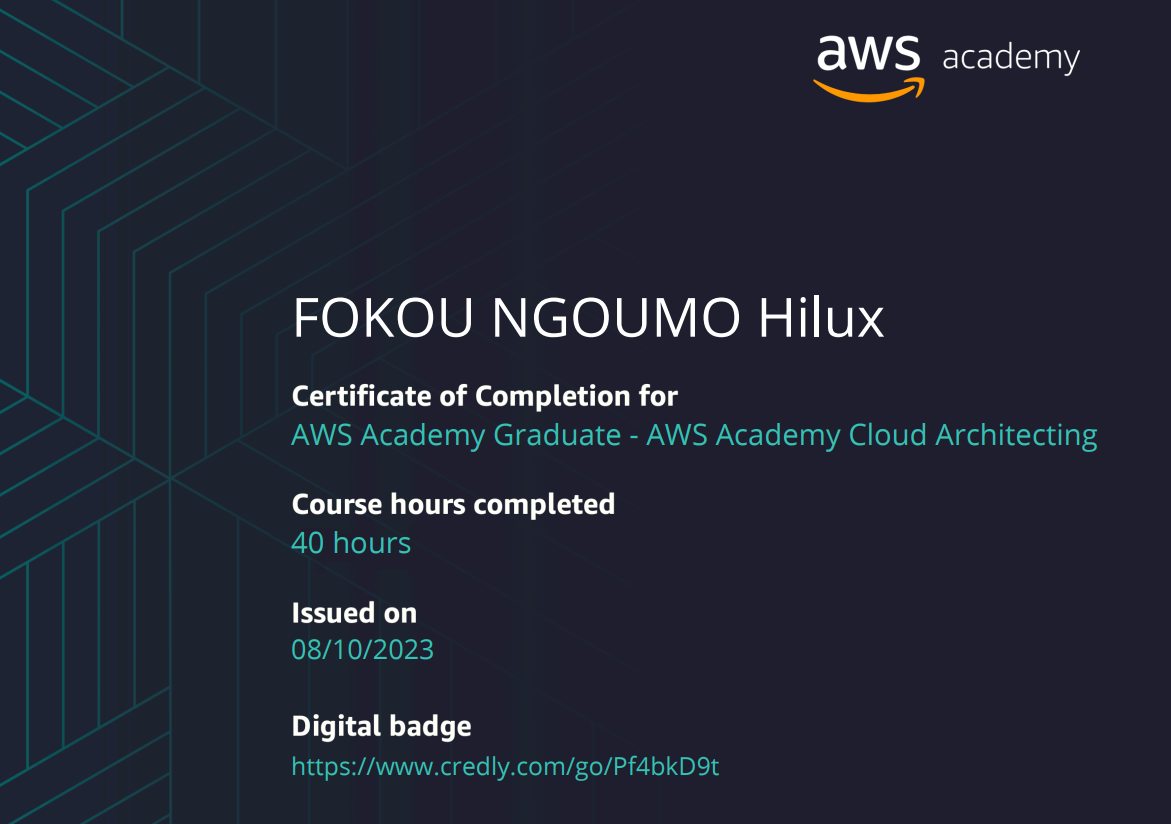 aws academy
FOKOU NGOUMO Hilux
Certificate of Completion for
AWS Academy Graduate - AWS Academy Cloud Architecting
Course hours completed
40 hours
Issued on
08/10/2023
Digital badge
https://www.credly.com/go/Pf4bkD9t